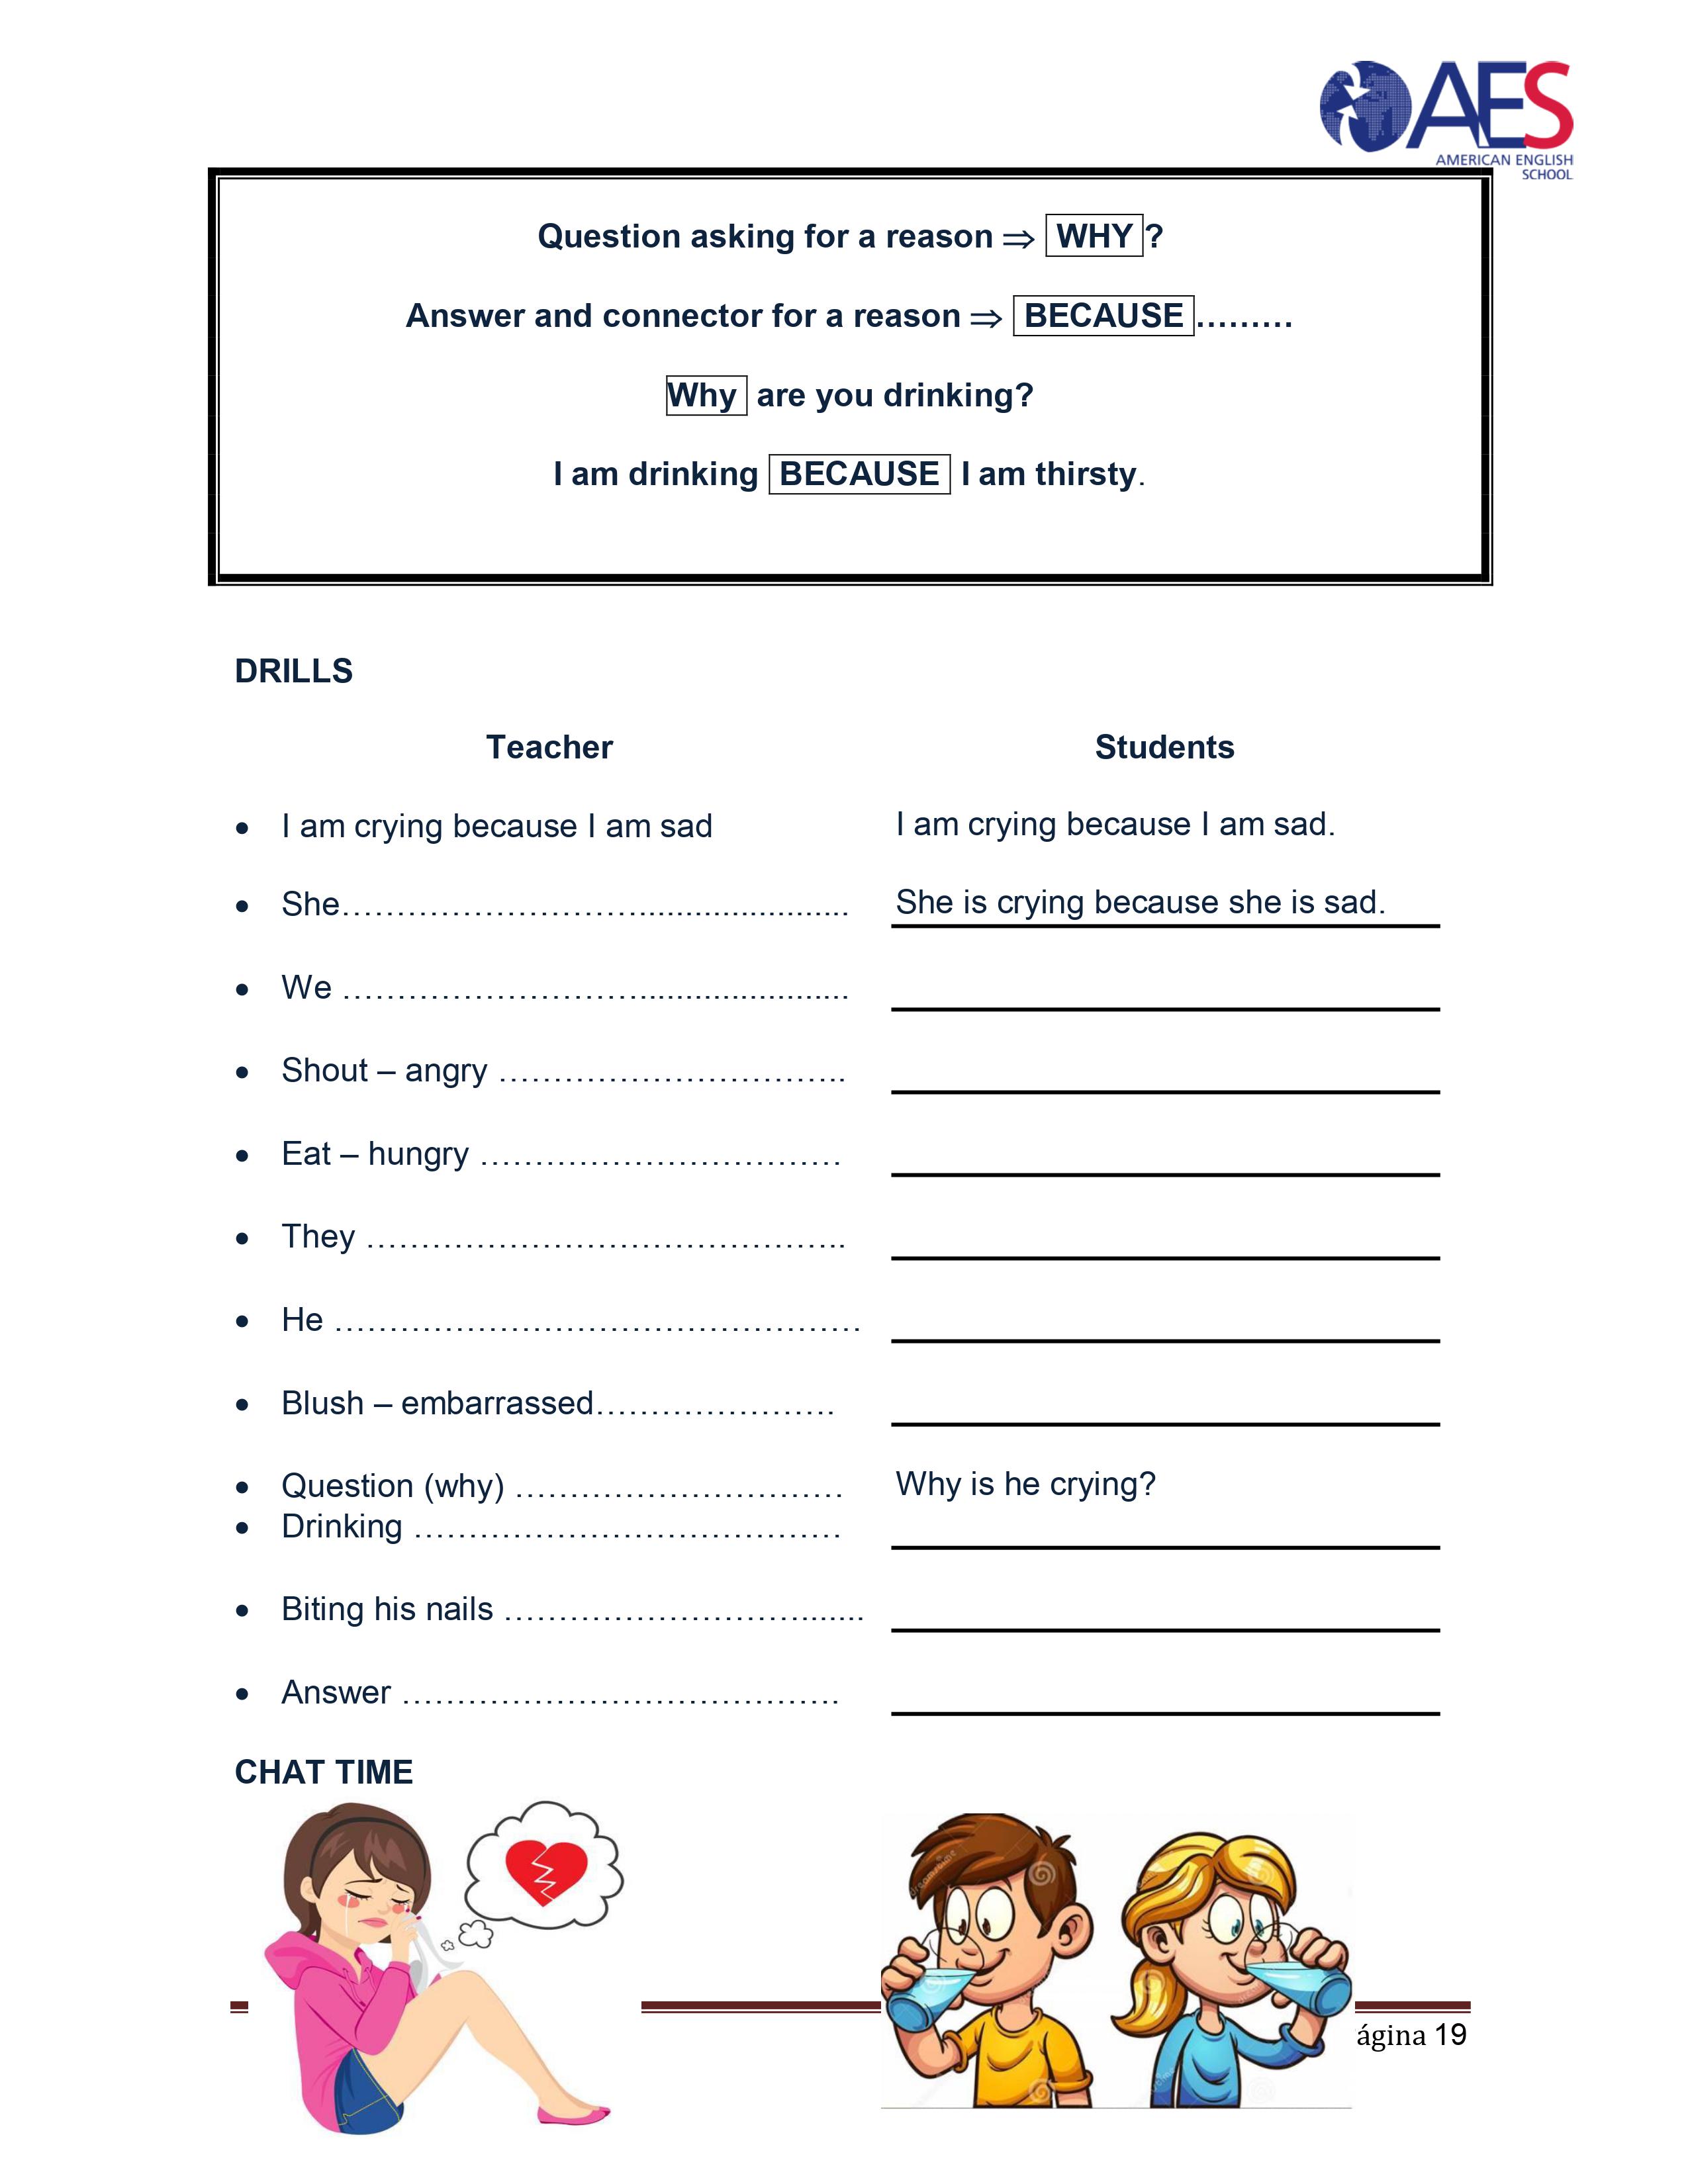 AES
AMERICAN ENGLISH
SCHOOL
Question asking for a reason ⇒ WHY ?
Answer and connector for a reason ⇒ BECAUSE ………
Why are you drinking?
I am drinking BECAUSE I am thirsty.
DRILLS
Teacher Students
• I am crying because I am sad I am crying because I am sad.
• She……………………………...................... She is crying because she is sad.
• We ……………………………......................
• Shout – angry …………………………….
• Eat – hungry ………………………………
• They ……………………………………….
• He ……………………………………………
• Blush – embarrassed……………………
• Question (why) ………………………… Why is he crying?
• Drinking ……………………………………
• Biting his nails …………………………......
• Answer ……………………………………
CHAT TIME
ágina 19